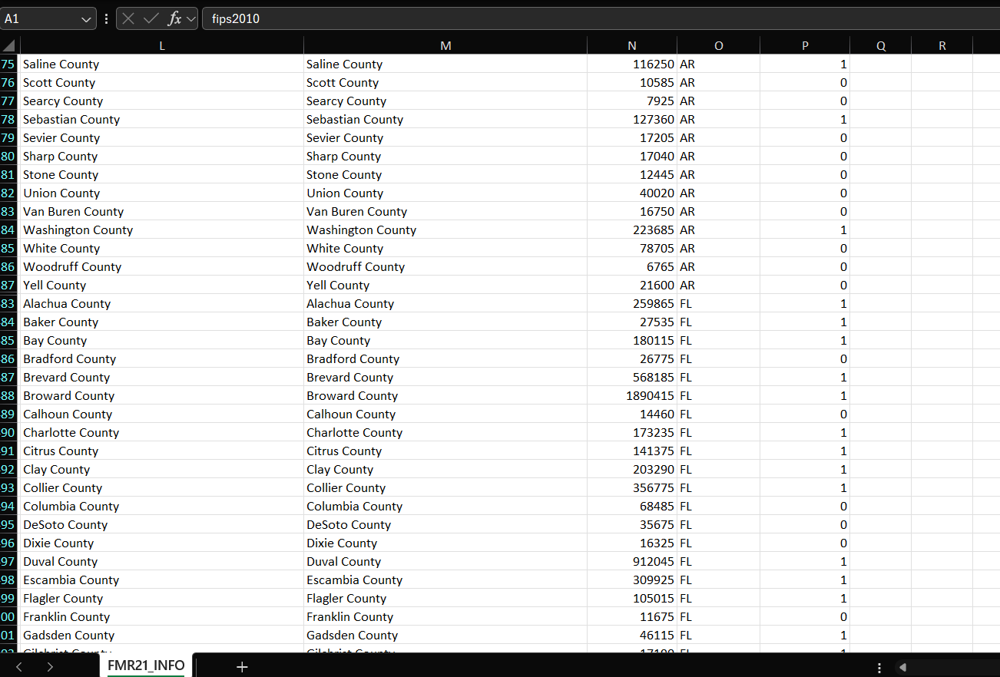 A1 fx fips2010
L M N O P Q R
75 Saline County Saline County 116250 AR 1
76 Scott County Scott County 10585 AR 0
77 Searcy County Searcy County 7925 AR 0
78 Sebastian County Sebastian County 127360 AR 1
79 Sevier County Sevier County 17205 AR 0
80 Sharp County Sharp County 17040 AR 0
81 Stone County Stone County 12445 AR 0
82 Union County Union County 40020 AR 0
83 Van Buren County Van Buren County 16750 AR 0
84 Washington County Washington County 223685 AR 1
85 White County White County 78705 AR 0
86 Woodruff County Woodruff County 6765 AR 0
87 Yell County Yell County 21600 AR 0
83 Alachua County Alachua County 259865 FL 1
84 Baker County Baker County 27535 FL 1
85 Bay County Bay County 180115 FL 1
86 Bradford County Bradford County 26775 FL 0
87 Brevard County Brevard County 568185 FL 1
88 Broward County Broward County 1890415 FL 1
89 Calhoun County Calhoun County 14460 FL 0
90 Charlotte County Charlotte County 173235 FL 1
91 Citrus County Citrus County 141375 FL 1
92 Clay County Clay County 203290 FL 1
93 Collier County Collier County 356775 FL 1
94 Columbia County Columbia County 68485 FL 0
95 DeSoto County DeSoto County 35675 FL 0
96 Dixie County Dixie County 16325 FL 0
97 Duval County Duval County 912045 FL 1
98 Escambia County Escambia County 309925 FL 1
99 Flagler County Flagler County 105015 FL 1
00 Franklin County Franklin County 11675 FL 0
01 Gadsden County Gadsden County 46115 FL 1
FMR21_INFO